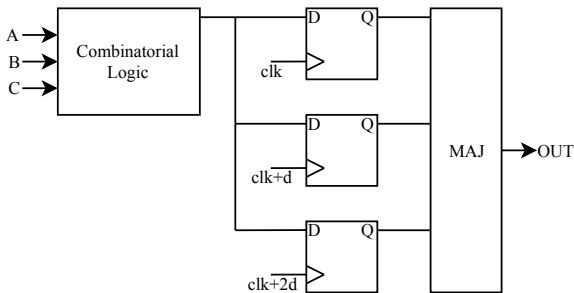 A
B
C
Combinatorial
Logic
D
Q
clk
D
Q
clk+d
D
Q
clk+2d
MAJ
OUT